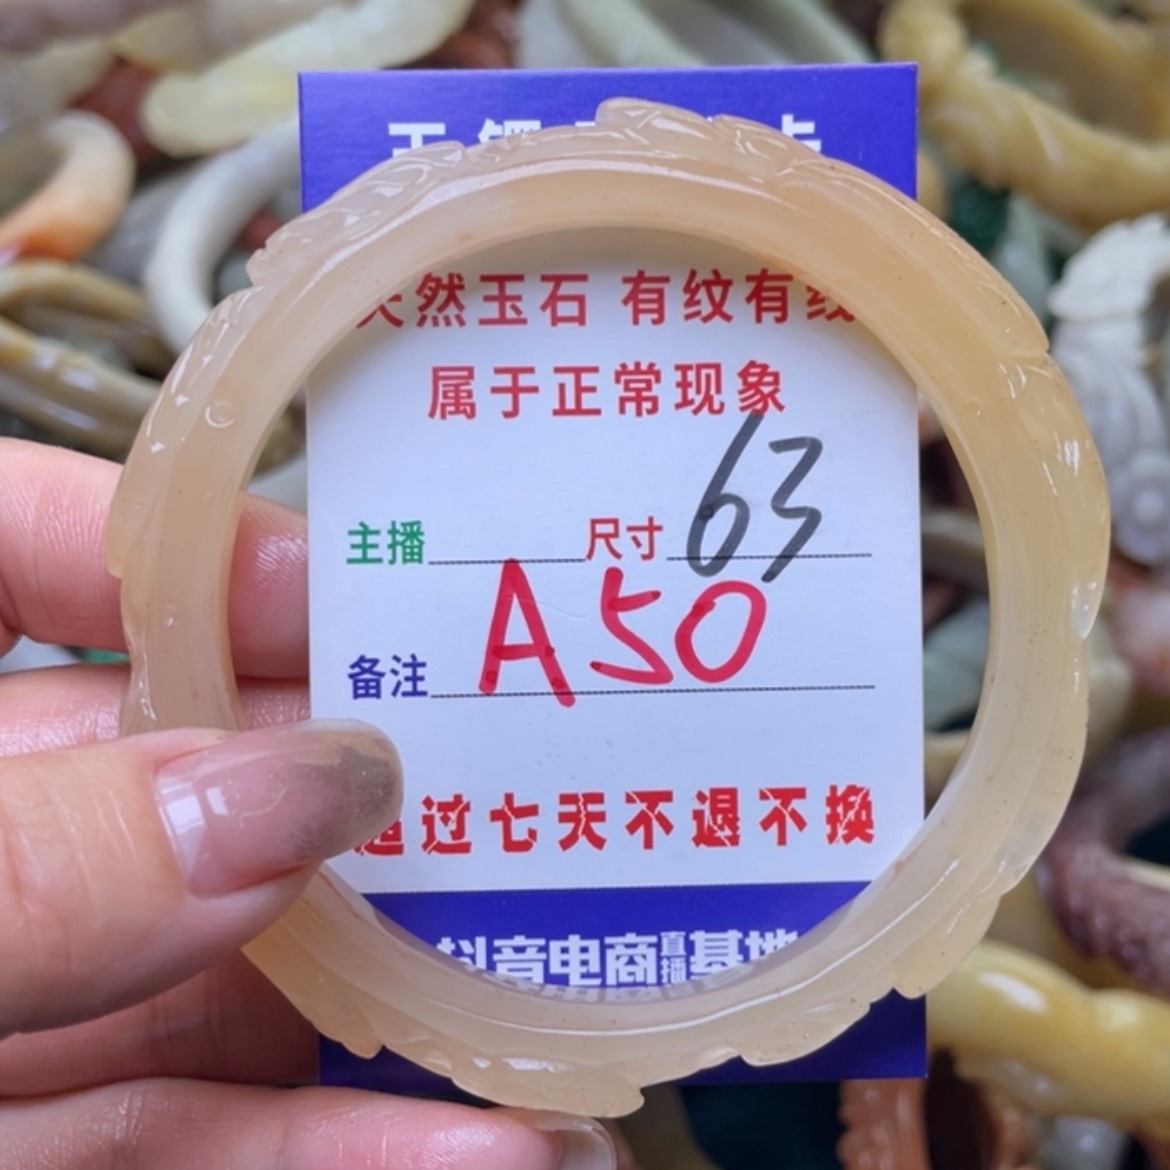 天然玉石 有纹有线
属于正常现象
主播 尺寸 63
备注 A50
超过七天不退不换
抖音电商直播基地